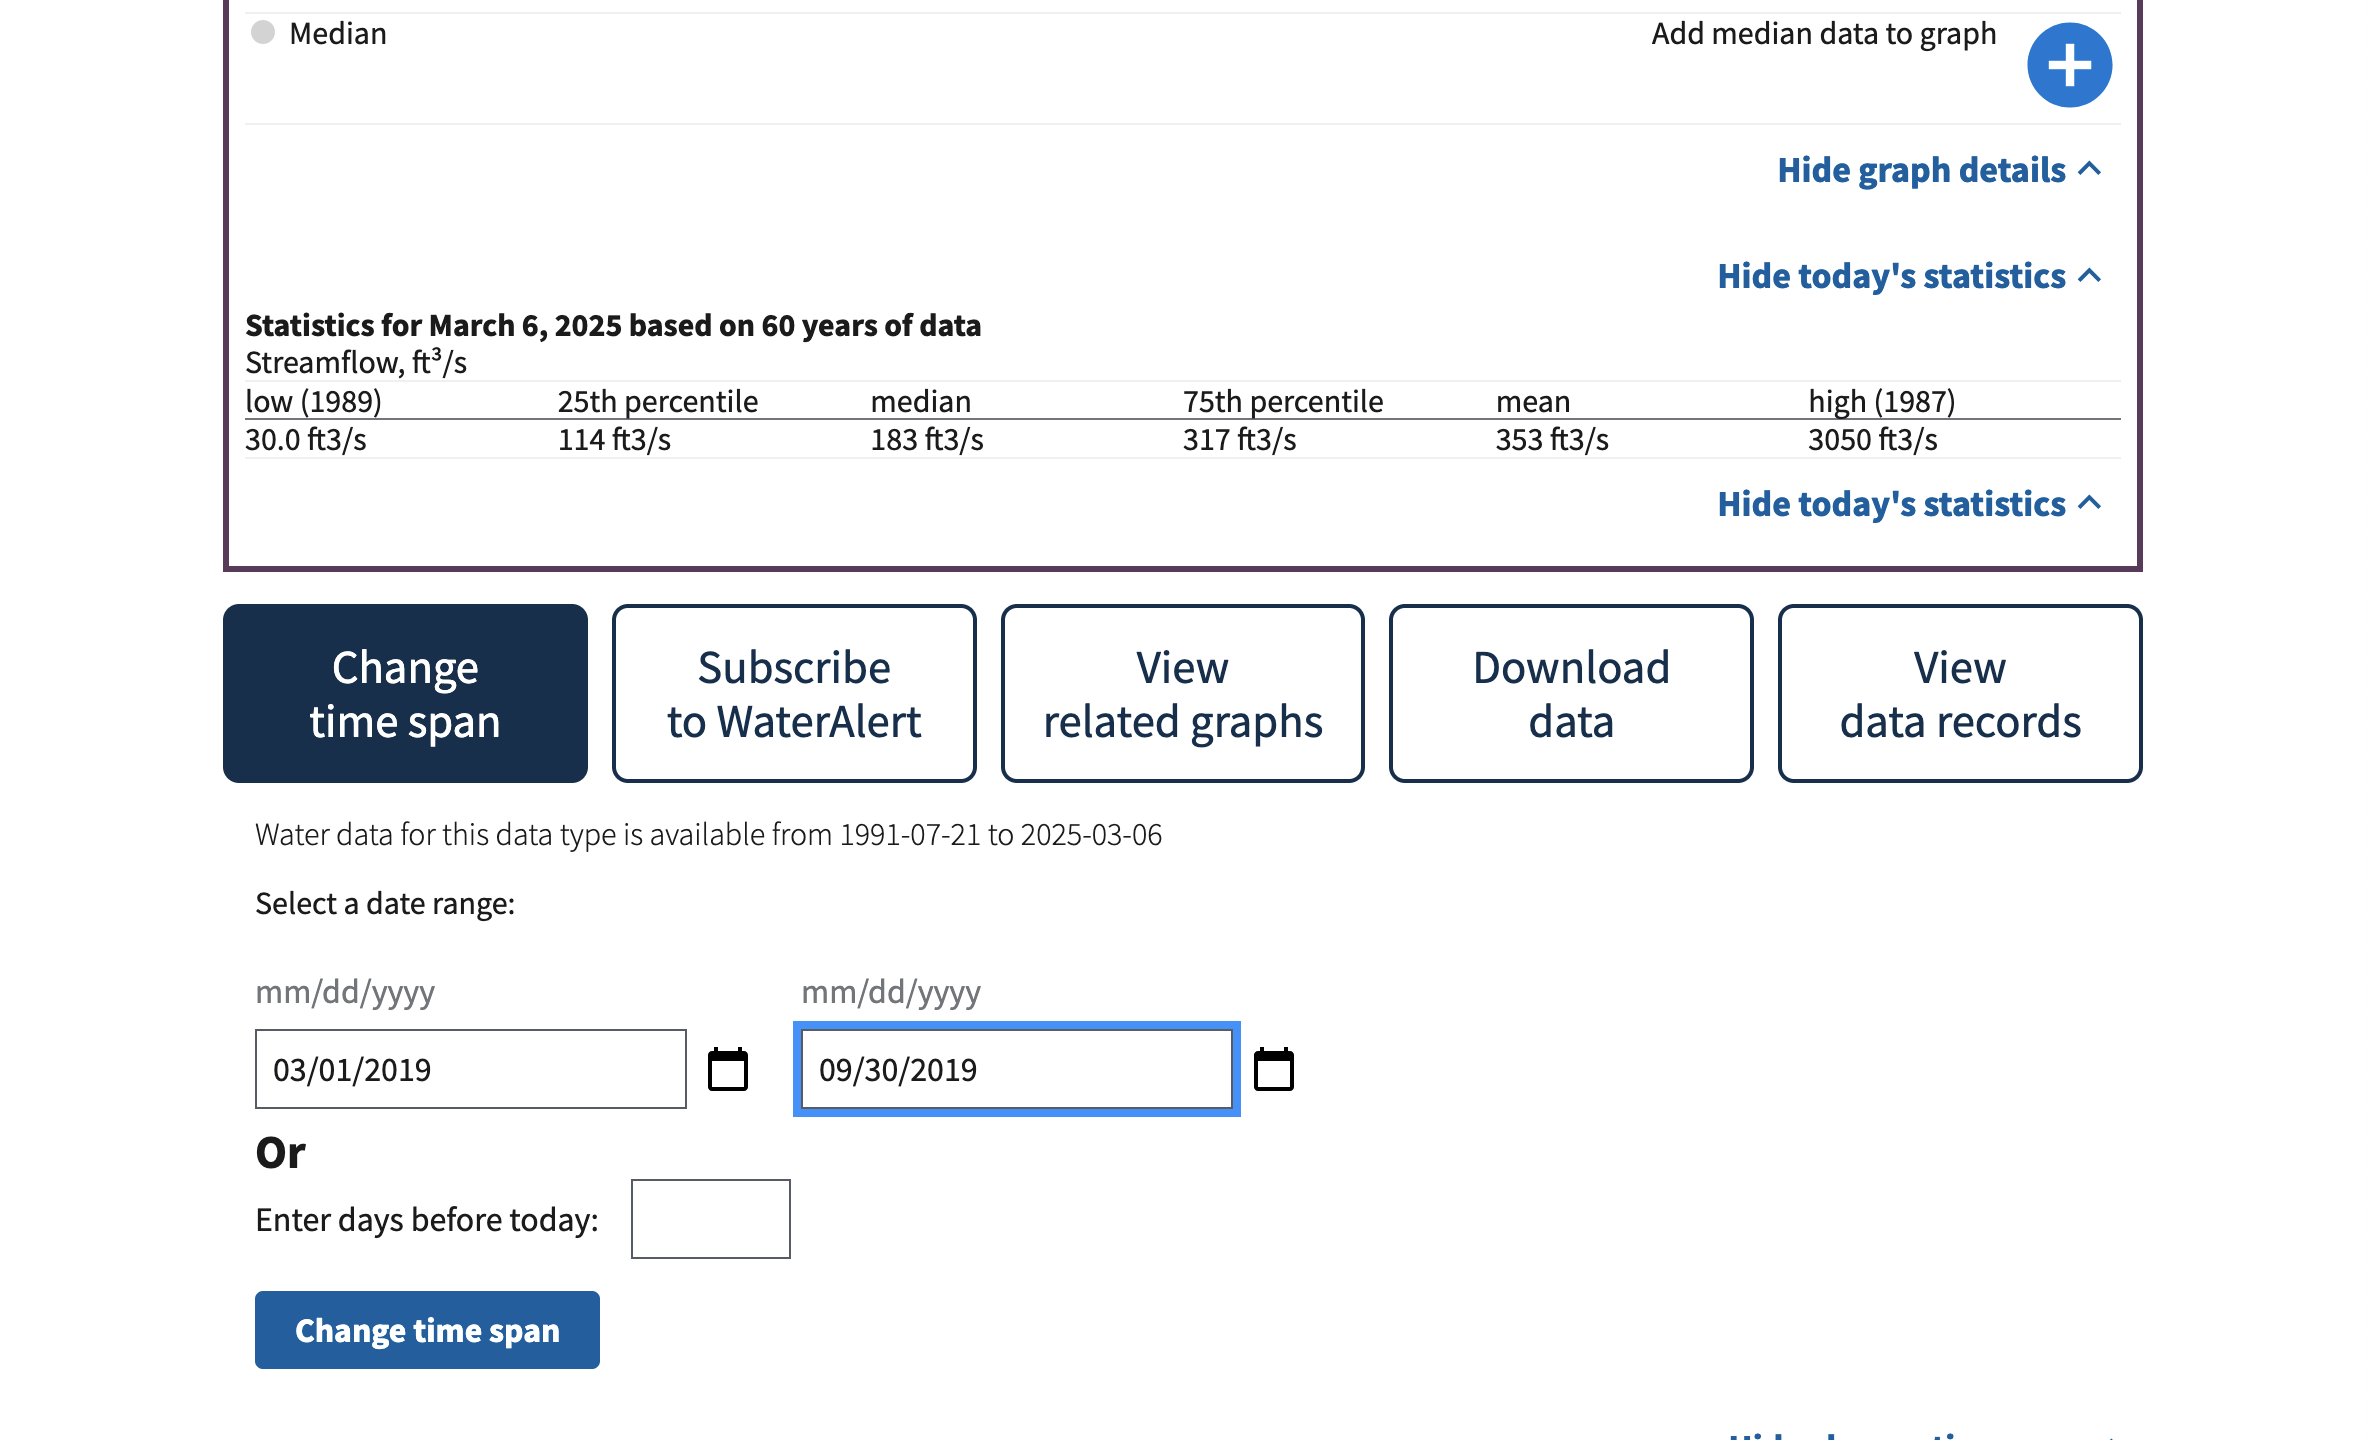 Median
Add median data to graph
Hide graph details
Hide today's statistics
Statistics for March 6, 2025 based on 60 years of data
Streamflow, ft³/s
low (1989) 25th percentile median 75th percentile mean high (1987)
30.0 ft3/s 114 ft3/s 183 ft3/s 317 ft3/s 353 ft3/s 3050 ft3/s
Hide today's statistics
Change
time span
Subscribe
to WaterAlert
View
related graphs
Download
data
View
data records
Water data for this data type is available from 1991-07-21 to 2025-03-06
Select a date range:
mm/dd/yyyy mm/dd/yyyy
03/01/2019 09/30/2019
Or
Enter days before today:
Change time span